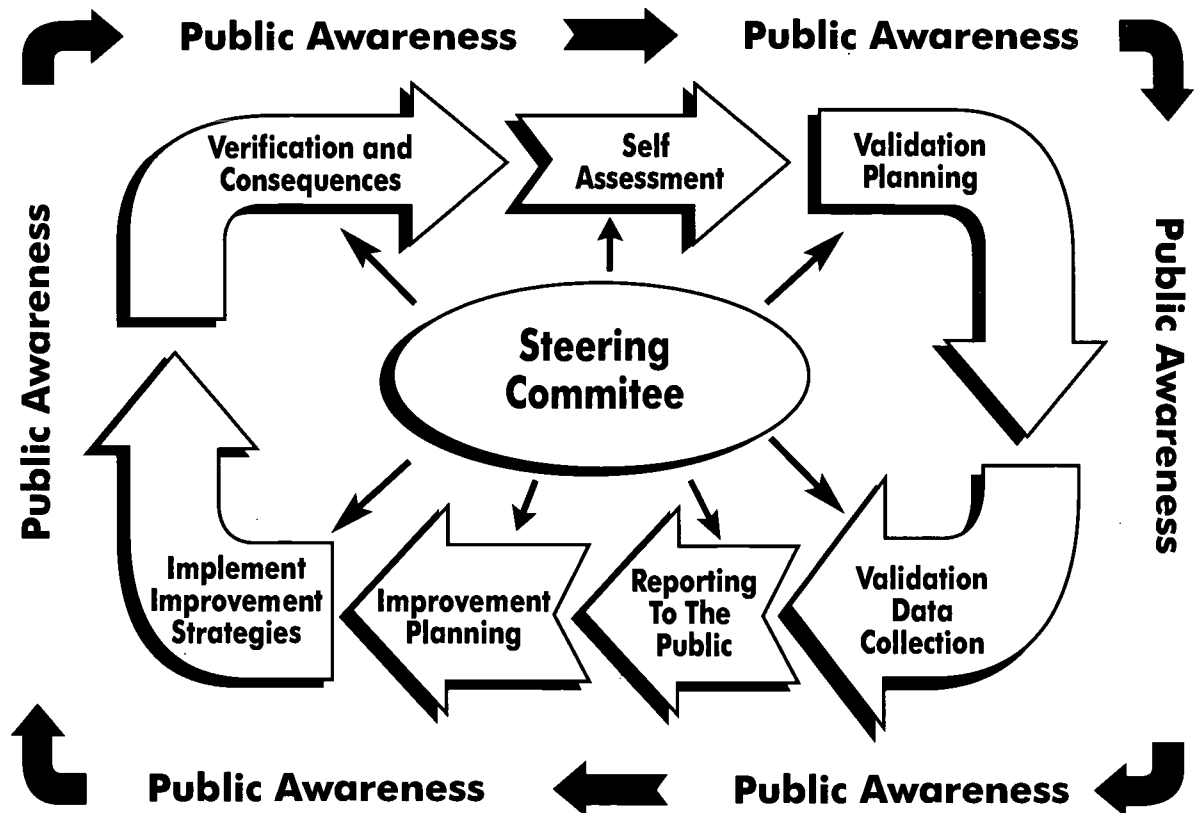 Public Awareness
Public Awareness
Verification and
Consequences
Self
Assessment
Validation
Planning
Public Awareness
Public Awareness
Steering
Commitee
Implement
Improvement
Strategies
Improvement
Planning
Reporting
To The
Public
Validation
Data
Collection
Public Awareness
Public Awareness